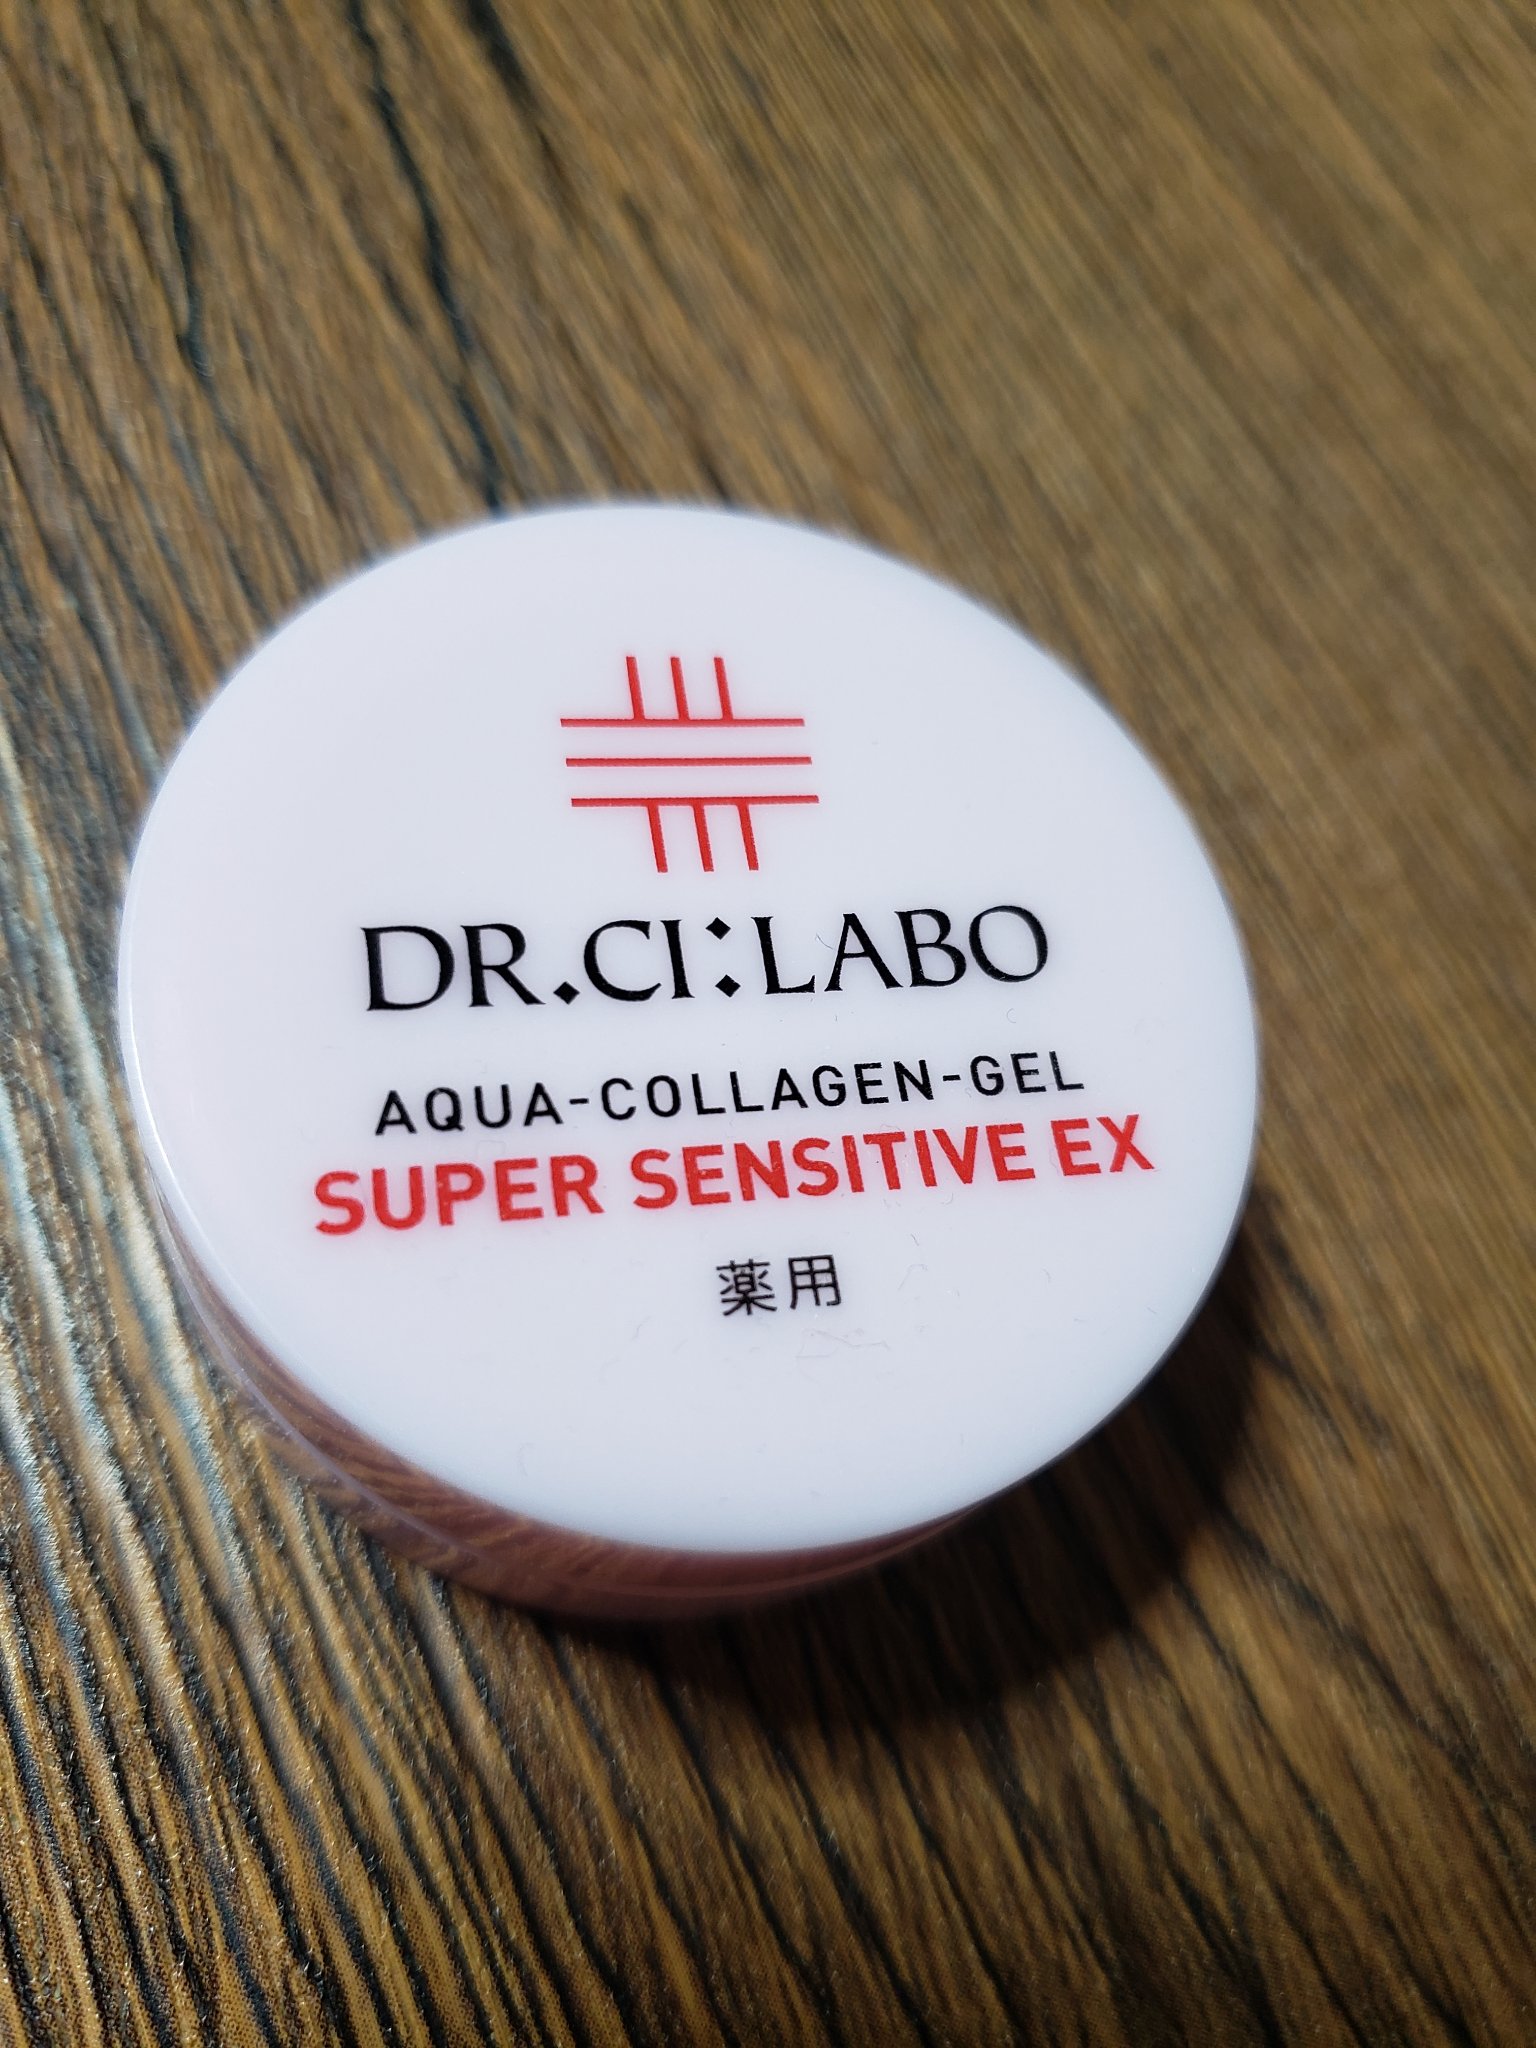 DR.CI:LABO
AQUA-COLLAGEN-GEL
SUPER SENSITIVE EX
薬用